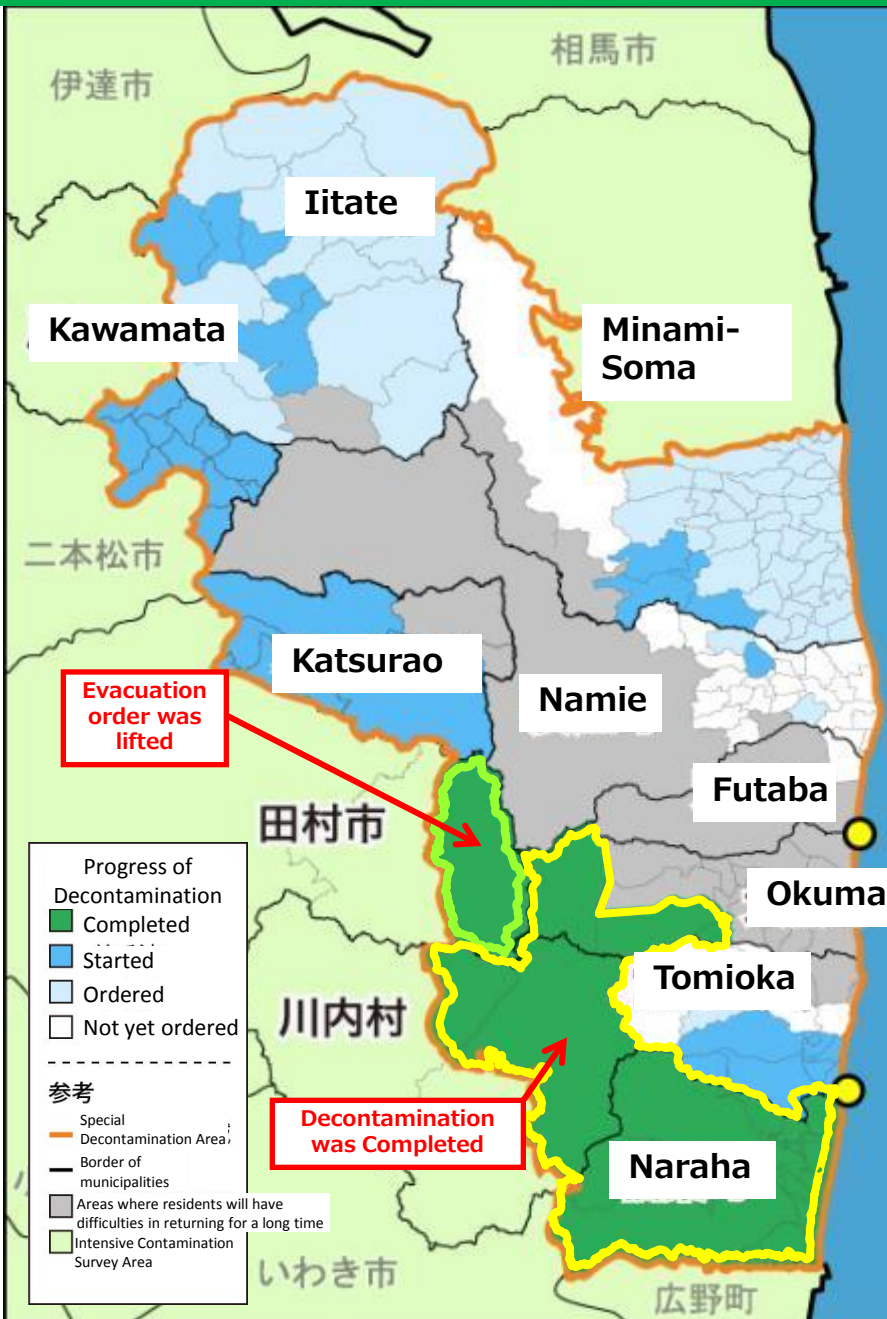 相馬市
伊達市
Iitate
Kawamata
Minami-
Soma
二本松市
Katsurao
Evacuation
order was
lifted
Namie
Futaba
田村市
Okuma
Progress of
Decontamination
Completed
Started
Ordered
Not yet ordered
Tomioka
川内村
参考
Special
Decontamination Area
Border of
municipalities
Areas where residents will have
difficulties in returning for a long time
Intensive Contamination
Survey Area
Decontamination
was Completed
Naraha
いわき市
広野町